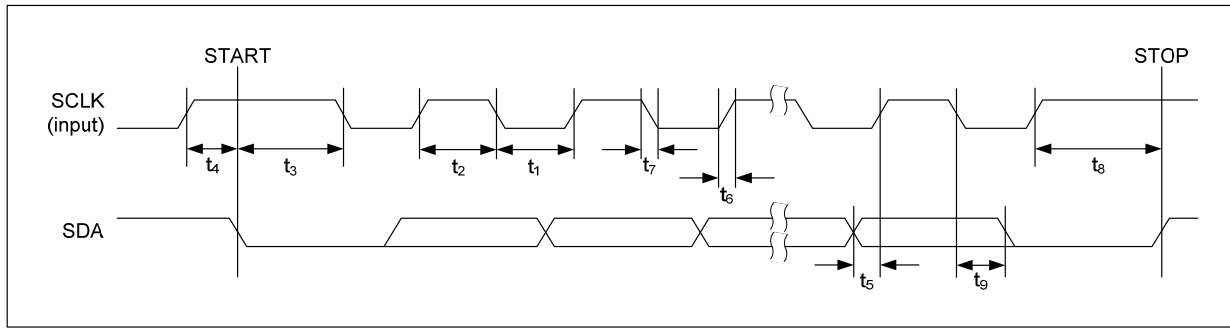 START
STOP
SCLK
(input)
t4
t3
t2
t1
t7
t6
t8
SDA
t5
t9